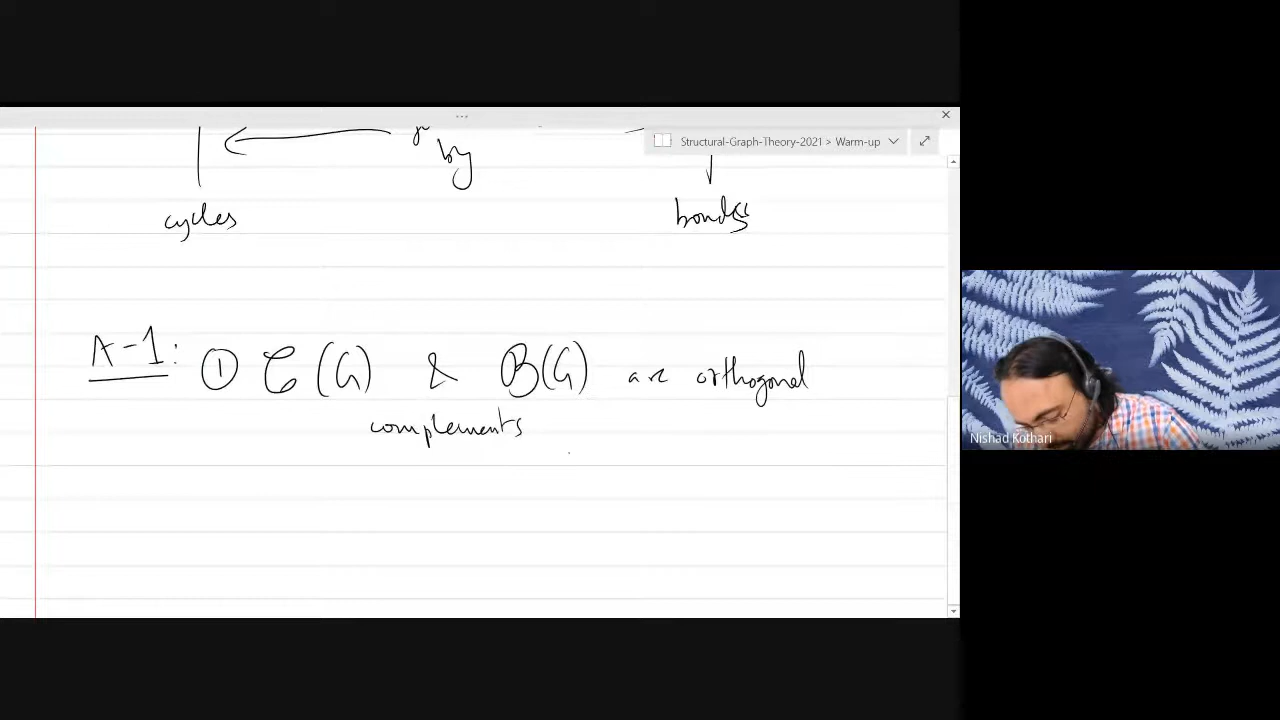 Structural-Graph-Theory-2021 > Warm-up
by
cycles
bonds
A-1: ① C(G) & B(G) are orthogonal
complements
Nishad Kothari